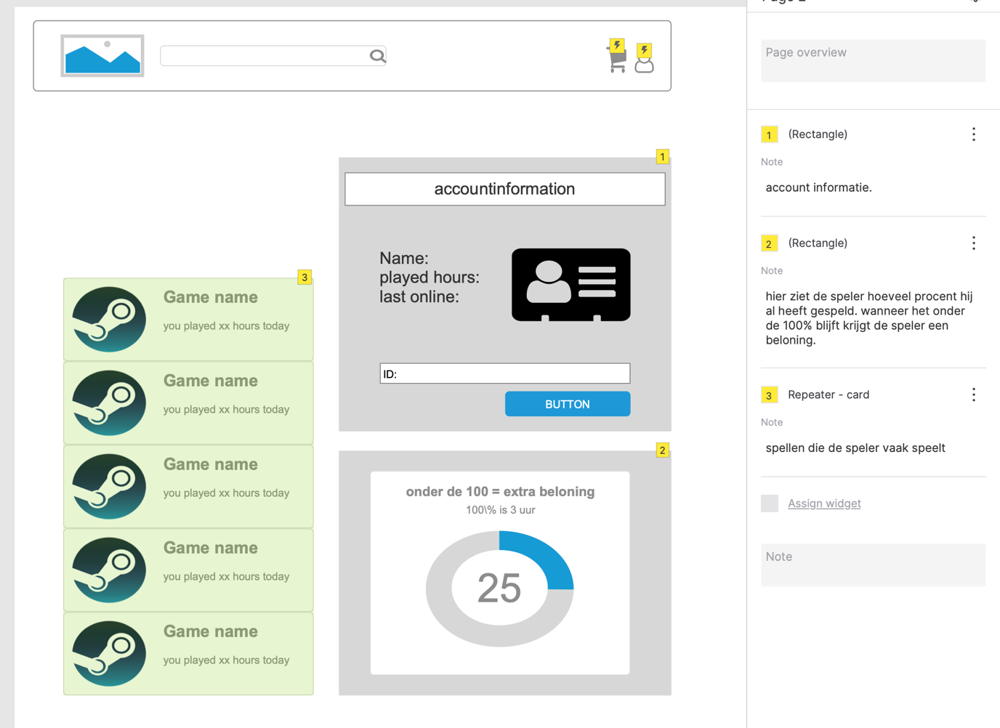 1
accountinformation
Name:
played hours:
last online:
ID:
BUTTON
3
Game name
you played xx hours today
Game name
you played xx hours today
Game name
you played xx hours today
Game name
you played xx hours today
Game name
you played xx hours today
2
onder de 100 = extra beloning
100\% is 3 uur
25
Page 2
Page overview
1 (Rectangle)
Note
account informatie.
2 (Rectangle)
Note
hier ziet de speler hoeveel procent hij
al heeft gespeld. wanneer het onder
de 100% blijft krijgt de speler een
beloning.
3 Repeater - card
Note
spellen die de speler vaak speelt
Assign widget
Note